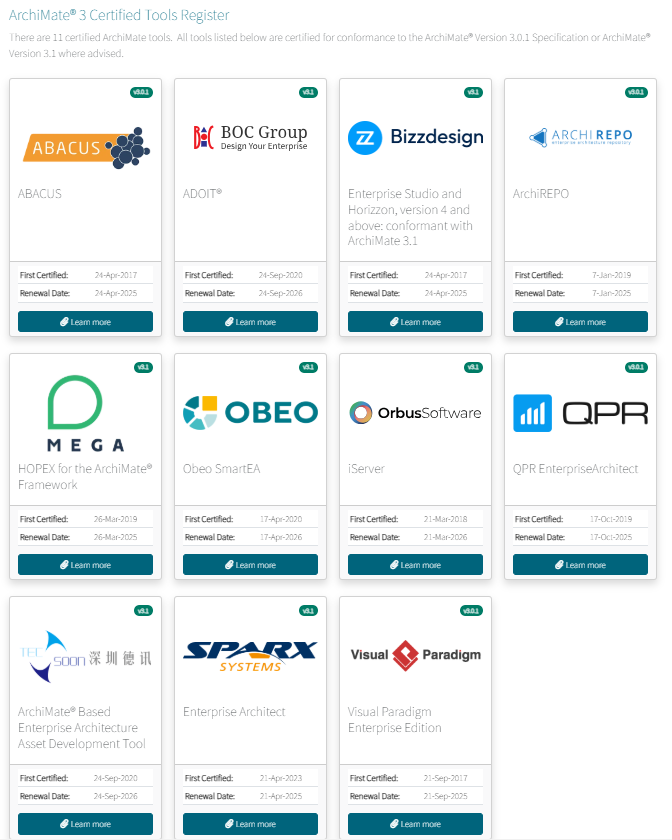 ArchiMate® 3 Certified Tools Register
There are 11 certified ArchiMate tools. All tools listed below are certified for conformance to the ArchiMate® Version 3.0.1 Specification or ArchiMate®
Version 3.1 where advised.
v3.0.1
ABACUS
ABACUS
First Certified: 24-Apr-2017
Renewal Date: 24-Apr-2025
Learn more
v3.1
BOC Group
Design Your Enterprise
ADOIT®
First Certified: 24-Sep-2020
Renewal Date: 24-Sep-2026
Learn more
v3.1
Bizzdesign
Enterprise Studio and
Horizzon, version 4 and
above: conformant with
ArchiMate 3.1
First Certified: 24-Apr-2017
Renewal Date: 24-Apr-2025
Learn more
v3.0.1
ARCHIREPO
enterprise architecture repository
ArchiREPO
First Certified: 7-Jan-2019
Renewal Date: 7-Jan-2025
Learn more
v3.1
MEGA
HOPEX for the ArchiMate®
Framework
First Certified: 26-Mar-2019
Renewal Date: 26-Mar-2025
Learn more
v3.1
OBEO
Obeo SmartEA
First Certified: 17-Apr-2020
Renewal Date: 17-Apr-2026
Learn more
v3.1
OrbusSoftware
iServer
First Certified: 21-Mar-2018
Renewal Date: 21-Mar-2026
Learn more
v3.0.1
QPR
QPR EnterpriseArchitect
First Certified: 17-Oct-2019
Renewal Date: 17-Oct-2025
Learn more
v3.1
TEC
SOON 深圳德讯
ArchiMate® Based
Enterprise Architecture
Asset Development Tool
First Certified: 24-Sep-2020
Renewal Date: 24-Sep-2026
Learn more
v3.1
SPARX
SYSTEMS
Enterprise Architect
First Certified: 21-Apr-2023
Renewal Date: 21-Apr-2025
Learn more
v3.0.1
Visual Paradigm
Visual Paradigm
Enterprise Edition
First Certified: 21-Sep-2017
Renewal Date: 21-Sep-2025
Learn more